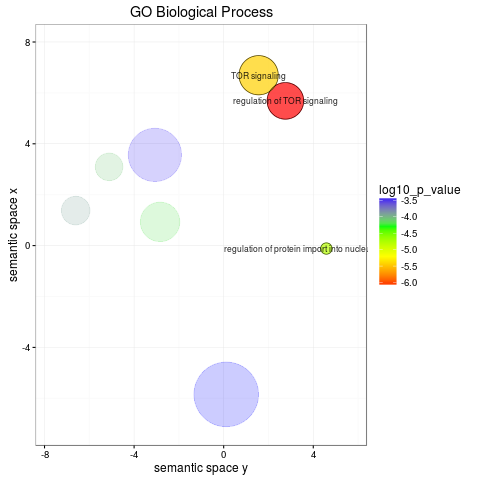 GO Biological Process
8
4
0
-4
-8
-4
0
4
semantic space x
semantic space y
TOR signaling
regulation of TOR signaling
regulation of protein import into nucle
log10_p_value
-3.5
-4.0
-4.5
-5.0
-5.5
-6.0